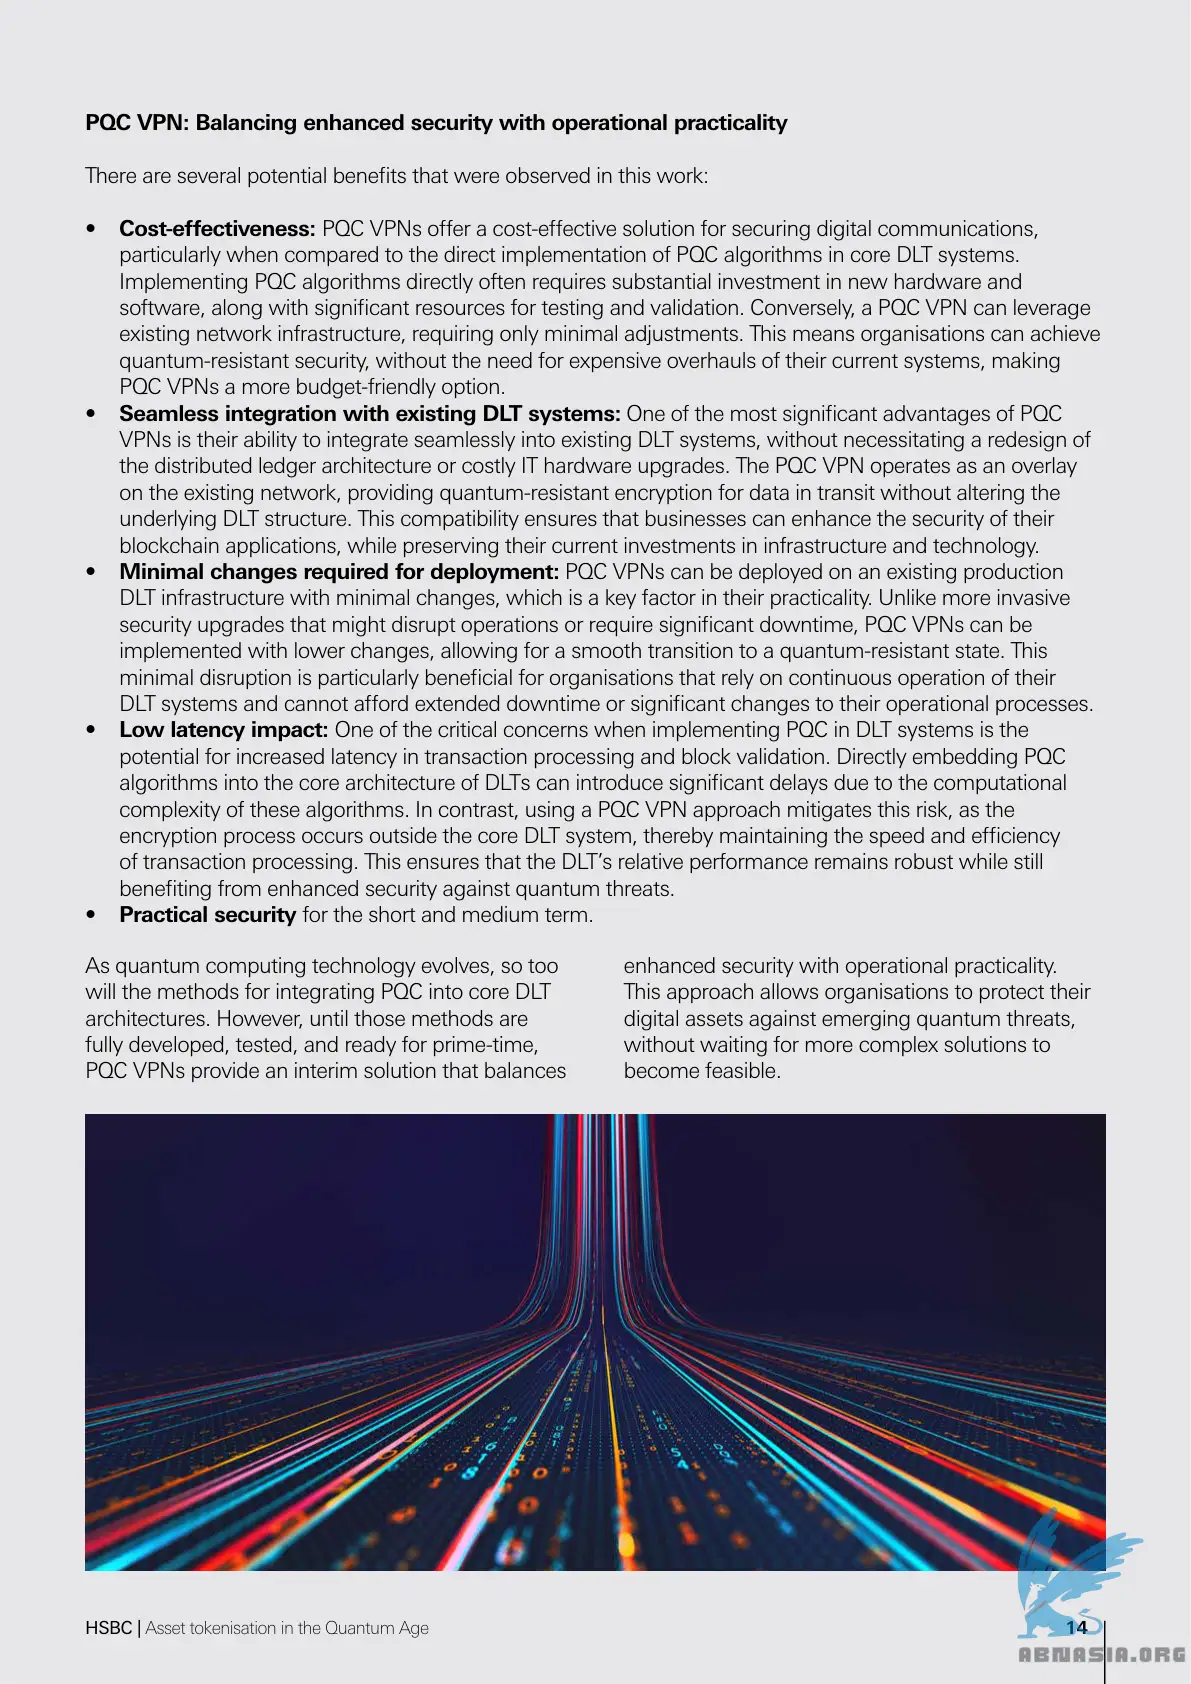 PQC VPN: Balancing enhanced security with operational practicality
There are several potential benefits that were observed in this work:
• Cost-effectiveness: PQC VPNs offer a cost-effective solution for securing digital communications,
particularly when compared to the direct implementation of PQC algorithms in core DLT systems.
Implementing PQC algorithms directly often requires substantial investment in new hardware and
software, along with significant resources for testing and validation. Conversely, a PQC VPN can leverage
existing network infrastructure, requiring only minimal adjustments. This means organisations can achieve
quantum-resistant security, without the need for expensive overhauls of their current systems, making
PQC VPNs a more budget-friendly option.
• Seamless integration with existing DLT systems: One of the most significant advantages of PQC
VPNs is their ability to integrate seamlessly into existing DLT systems, without necessitating a redesign of
the distributed ledger architecture or costly IT hardware upgrades. The PQC VPN operates as an overlay
on the existing network, providing quantum-resistant encryption for data in transit without altering the
underlying DLT structure. This compatibility ensures that businesses can enhance the security of their
blockchain applications, while preserving their current investments in infrastructure and technology.
• Minimal changes required for deployment: PQC VPNs can be deployed on an existing production
DLT infrastructure with minimal changes, which is a key factor in their practicality. Unlike more invasive
security upgrades that might disrupt operations or require significant downtime, PQC VPNs can be
implemented with lower changes, allowing for a smooth transition to a quantum-resistant state. This
minimal disruption is particularly beneficial for organisations that rely on continuous operation of their
DLT systems and cannot afford extended downtime or significant changes to their operational processes.
• Low latency impact: One of the critical concerns when implementing PQC in DLT systems is the
potential for increased latency in transaction processing and block validation. Directly embedding PQC
algorithms into the core architecture of DLTs can introduce significant delays due to the computational
complexity of these algorithms. In contrast, using a PQC VPN approach mitigates this risk, as the
encryption process occurs outside the core DLT system, thereby maintaining the speed and efficiency
of transaction processing. This ensures that the DLT’s relative performance remains robust while still
benefiting from enhanced security against quantum threats.
• Practical security for the short and medium term.
As quantum computing technology evolves, so too
will the methods for integrating PQC into core DLT
architectures. However, until those methods are
fully developed, tested, and ready for prime-time,
PQC VPNs provide an interim solution that balances
enhanced security with operational practicality.
This approach allows organisations to protect their
digital assets against emerging quantum threats,
without waiting for more complex solutions to
become feasible.
HSBC | Asset tokenisation in the Quantum Age
14
ABNASIA.ORG